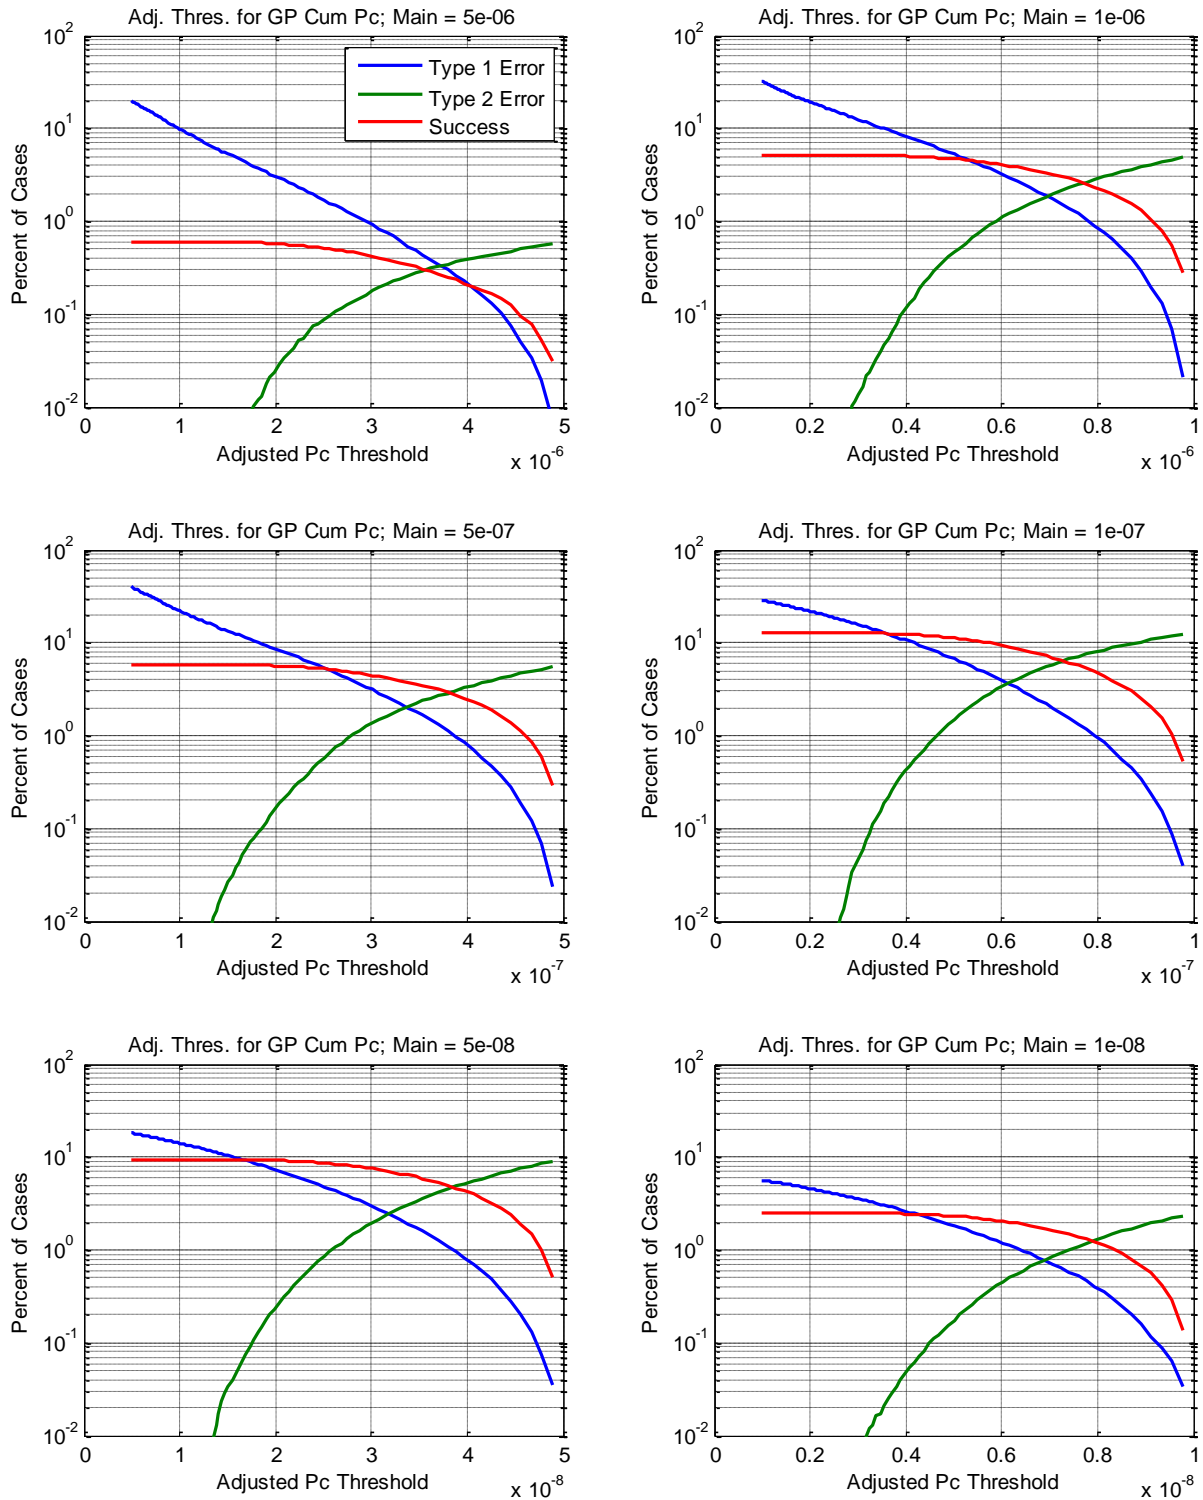 Adj. Thres. for GP Cum Pc; Main = 5e-06
10^2
10^1
10^0
10^-1
10^-2
Percent of Cases
Type 1 Error
Type 2 Error
Success
0 1 2 3 4 5
Adjusted Pc Threshold
x 10^-6
Adj. Thres. for GP Cum Pc; Main = 1e-06
10^2
10^1
10^0
10^-1
10^-2
Percent of Cases
0 0.2 0.4 0.6 0.8 1
Adjusted Pc Threshold
x 10^-6
Adj. Thres. for GP Cum Pc; Main = 5e-07
10^2
10^1
10^0
10^-1
10^-2
Percent of Cases
0 1 2 3 4 5
Adjusted Pc Threshold
x 10^-7
Adj. Thres. for GP Cum Pc; Main = 1e-07
10^2
10^1
10^0
10^-1
10^-2
Percent of Cases
0 0.2 0.4 0.6 0.8 1
Adjusted Pc Threshold
x 10^-7
Adj. Thres. for GP Cum Pc; Main = 5e-08
10^2
10^1
10^0
10^-1
10^-2
Percent of Cases
0 1 2 3 4 5
Adjusted Pc Threshold
x 10^-8
Adj. Thres. for GP Cum Pc; Main = 1e-08
10^2
10^1
10^0
10^-1
10^-2
Percent of Cases
0 0.2 0.4 0.6 0.8 1
Adjusted Pc Threshold
x 10^-8